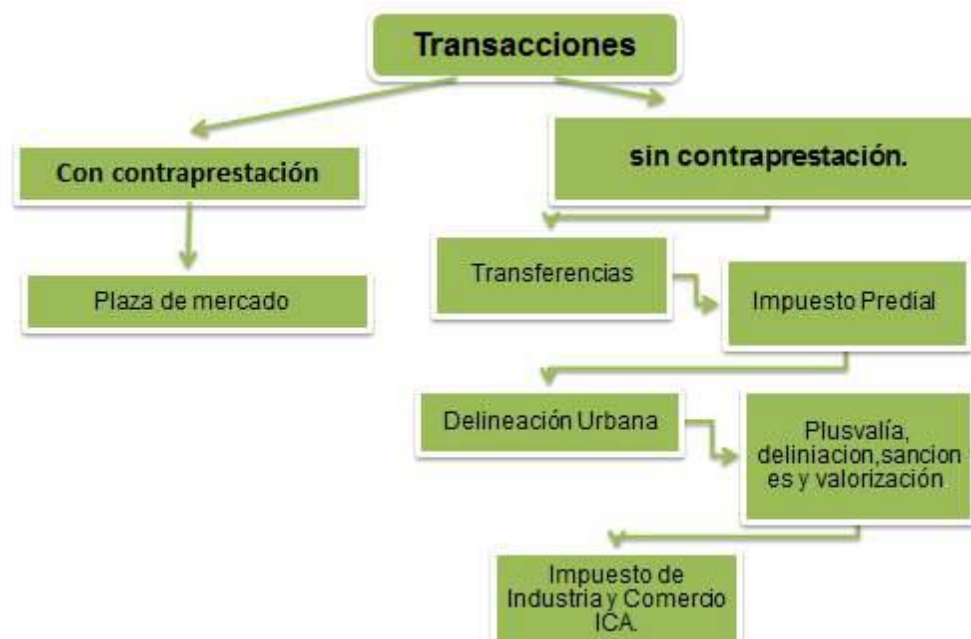 Transacciones
Con contraprestación
sin contraprestación.
Plaza de mercado
Transferencias
Impuesto Predial
Delineación Urbana
Plusvalía,
deliniacion,sancion
es y valorización
Impuesto de
Industria y Comercio
ICA.